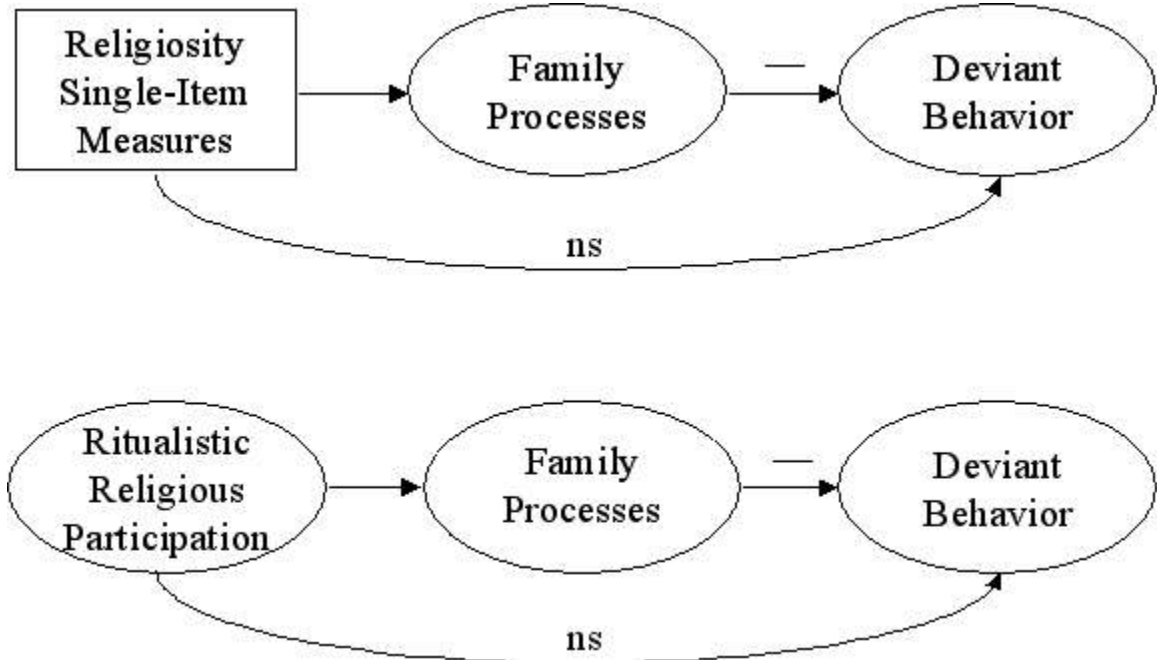 Religiosity
Single-Item
Measures
Family
Processes
—
Deviant
Behavior
ns
Ritualistic
Religious
Participation
Family
Processes
—
Deviant
Behavior
ns